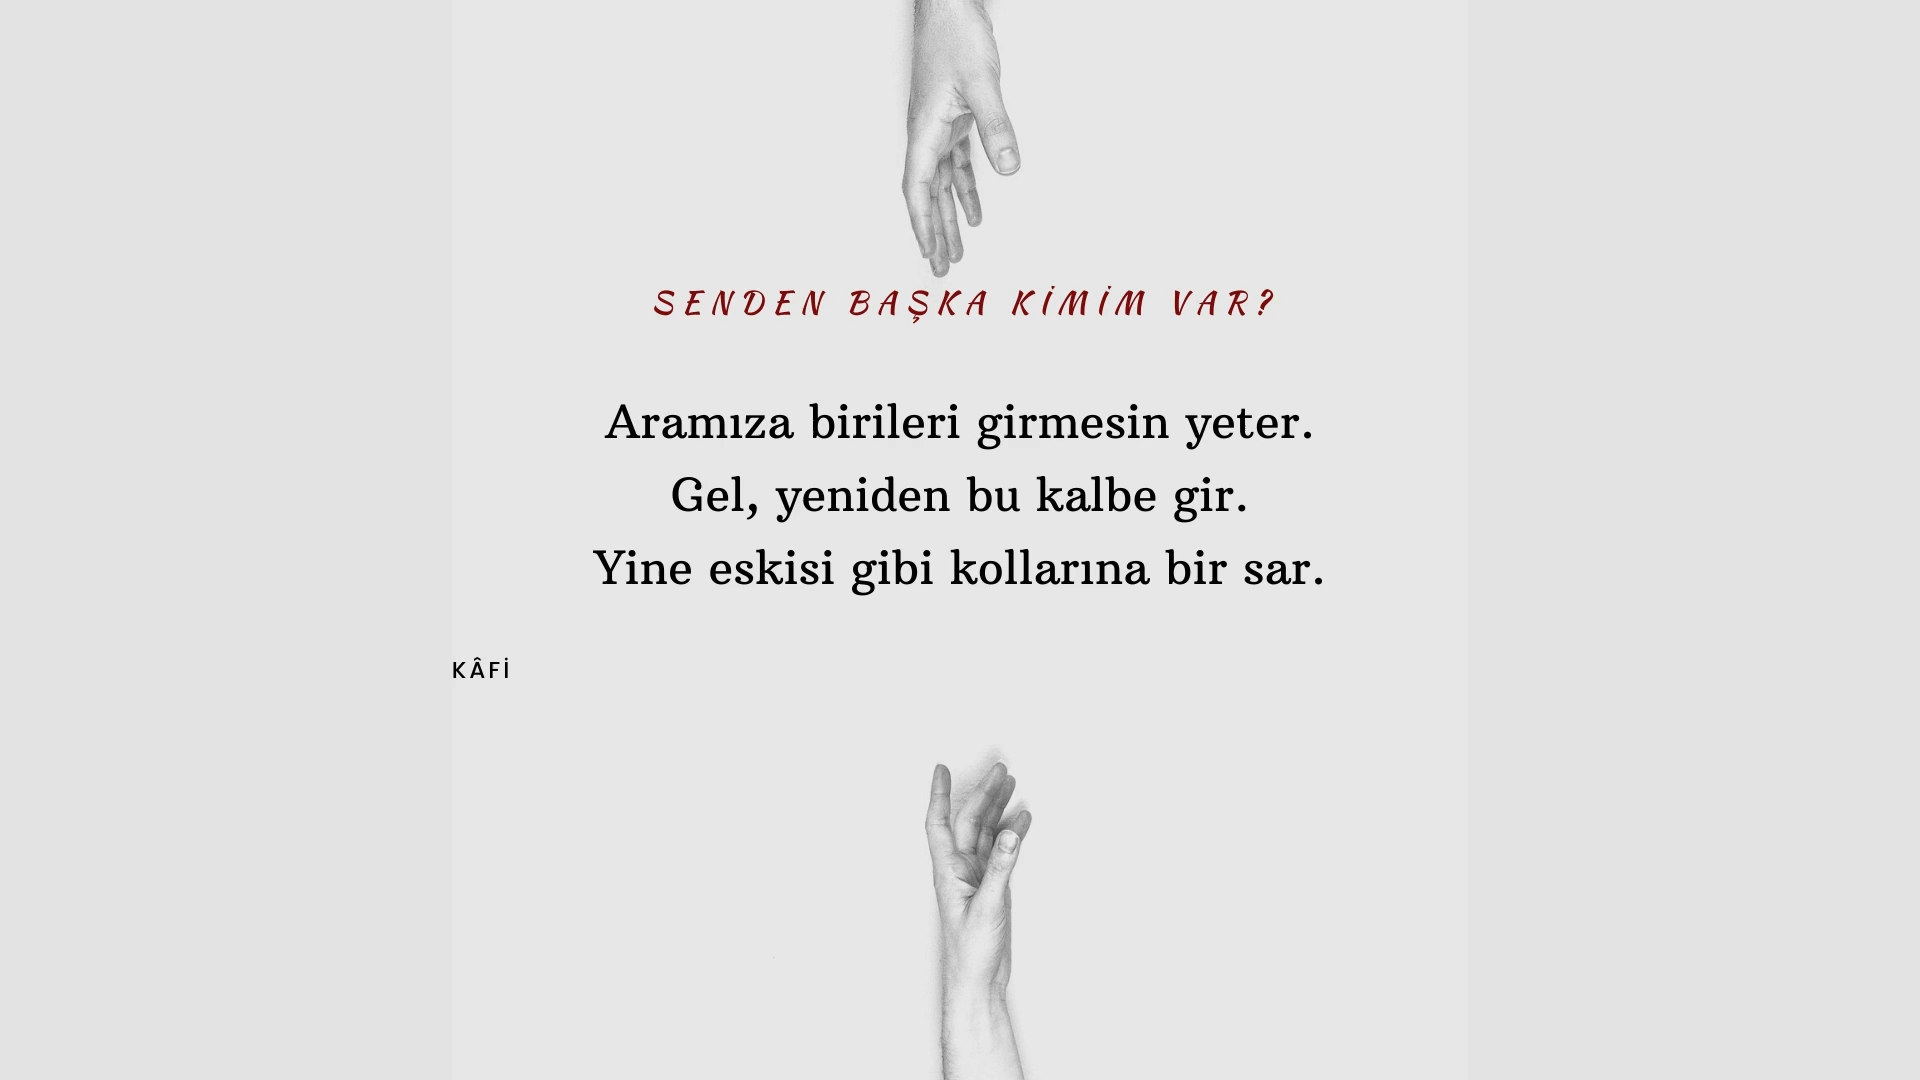 SENDEN BAŞKA KİMİM VAR?
Aramıza birileri girmesin yeter.
Gel, yeniden bu kalbe gir.
Yine eskisi gibi kollarına bir sar.
KÂFİ